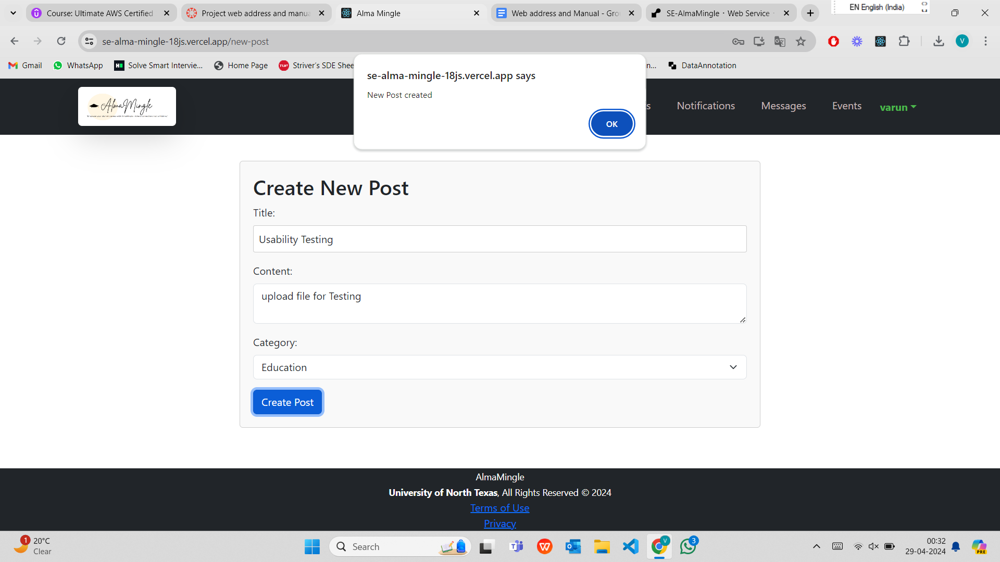 Course: Ultimate AWS Certified
Project web address and manua
Alma Mingle
Web address and Manual - Gro
SE-AlmaMingle · Web Service
EN English (India)
se-alma-mingle-18js.vercel.app/new-post
V
Gmail
WhatsApp
Solve Smart Intervie...
Home Page
TUF
Striver's SDE Shee
n...
DataAnnotation
se-alma-mingle-18js.vercel.app says
New Post created
OK
AlmaMingle
s
Notifications
Messages
Events
varun
Create New Post
Title:
Usability Testing
Content:
upload file for Testing
Category:
Education
Create Post
AlmaMingle
University of North Texas, All Rights Reserved © 2024
Terms of Use
Privacy
1
20°C
Clear
Search
V
3
00:32
29-04-2024
PRE